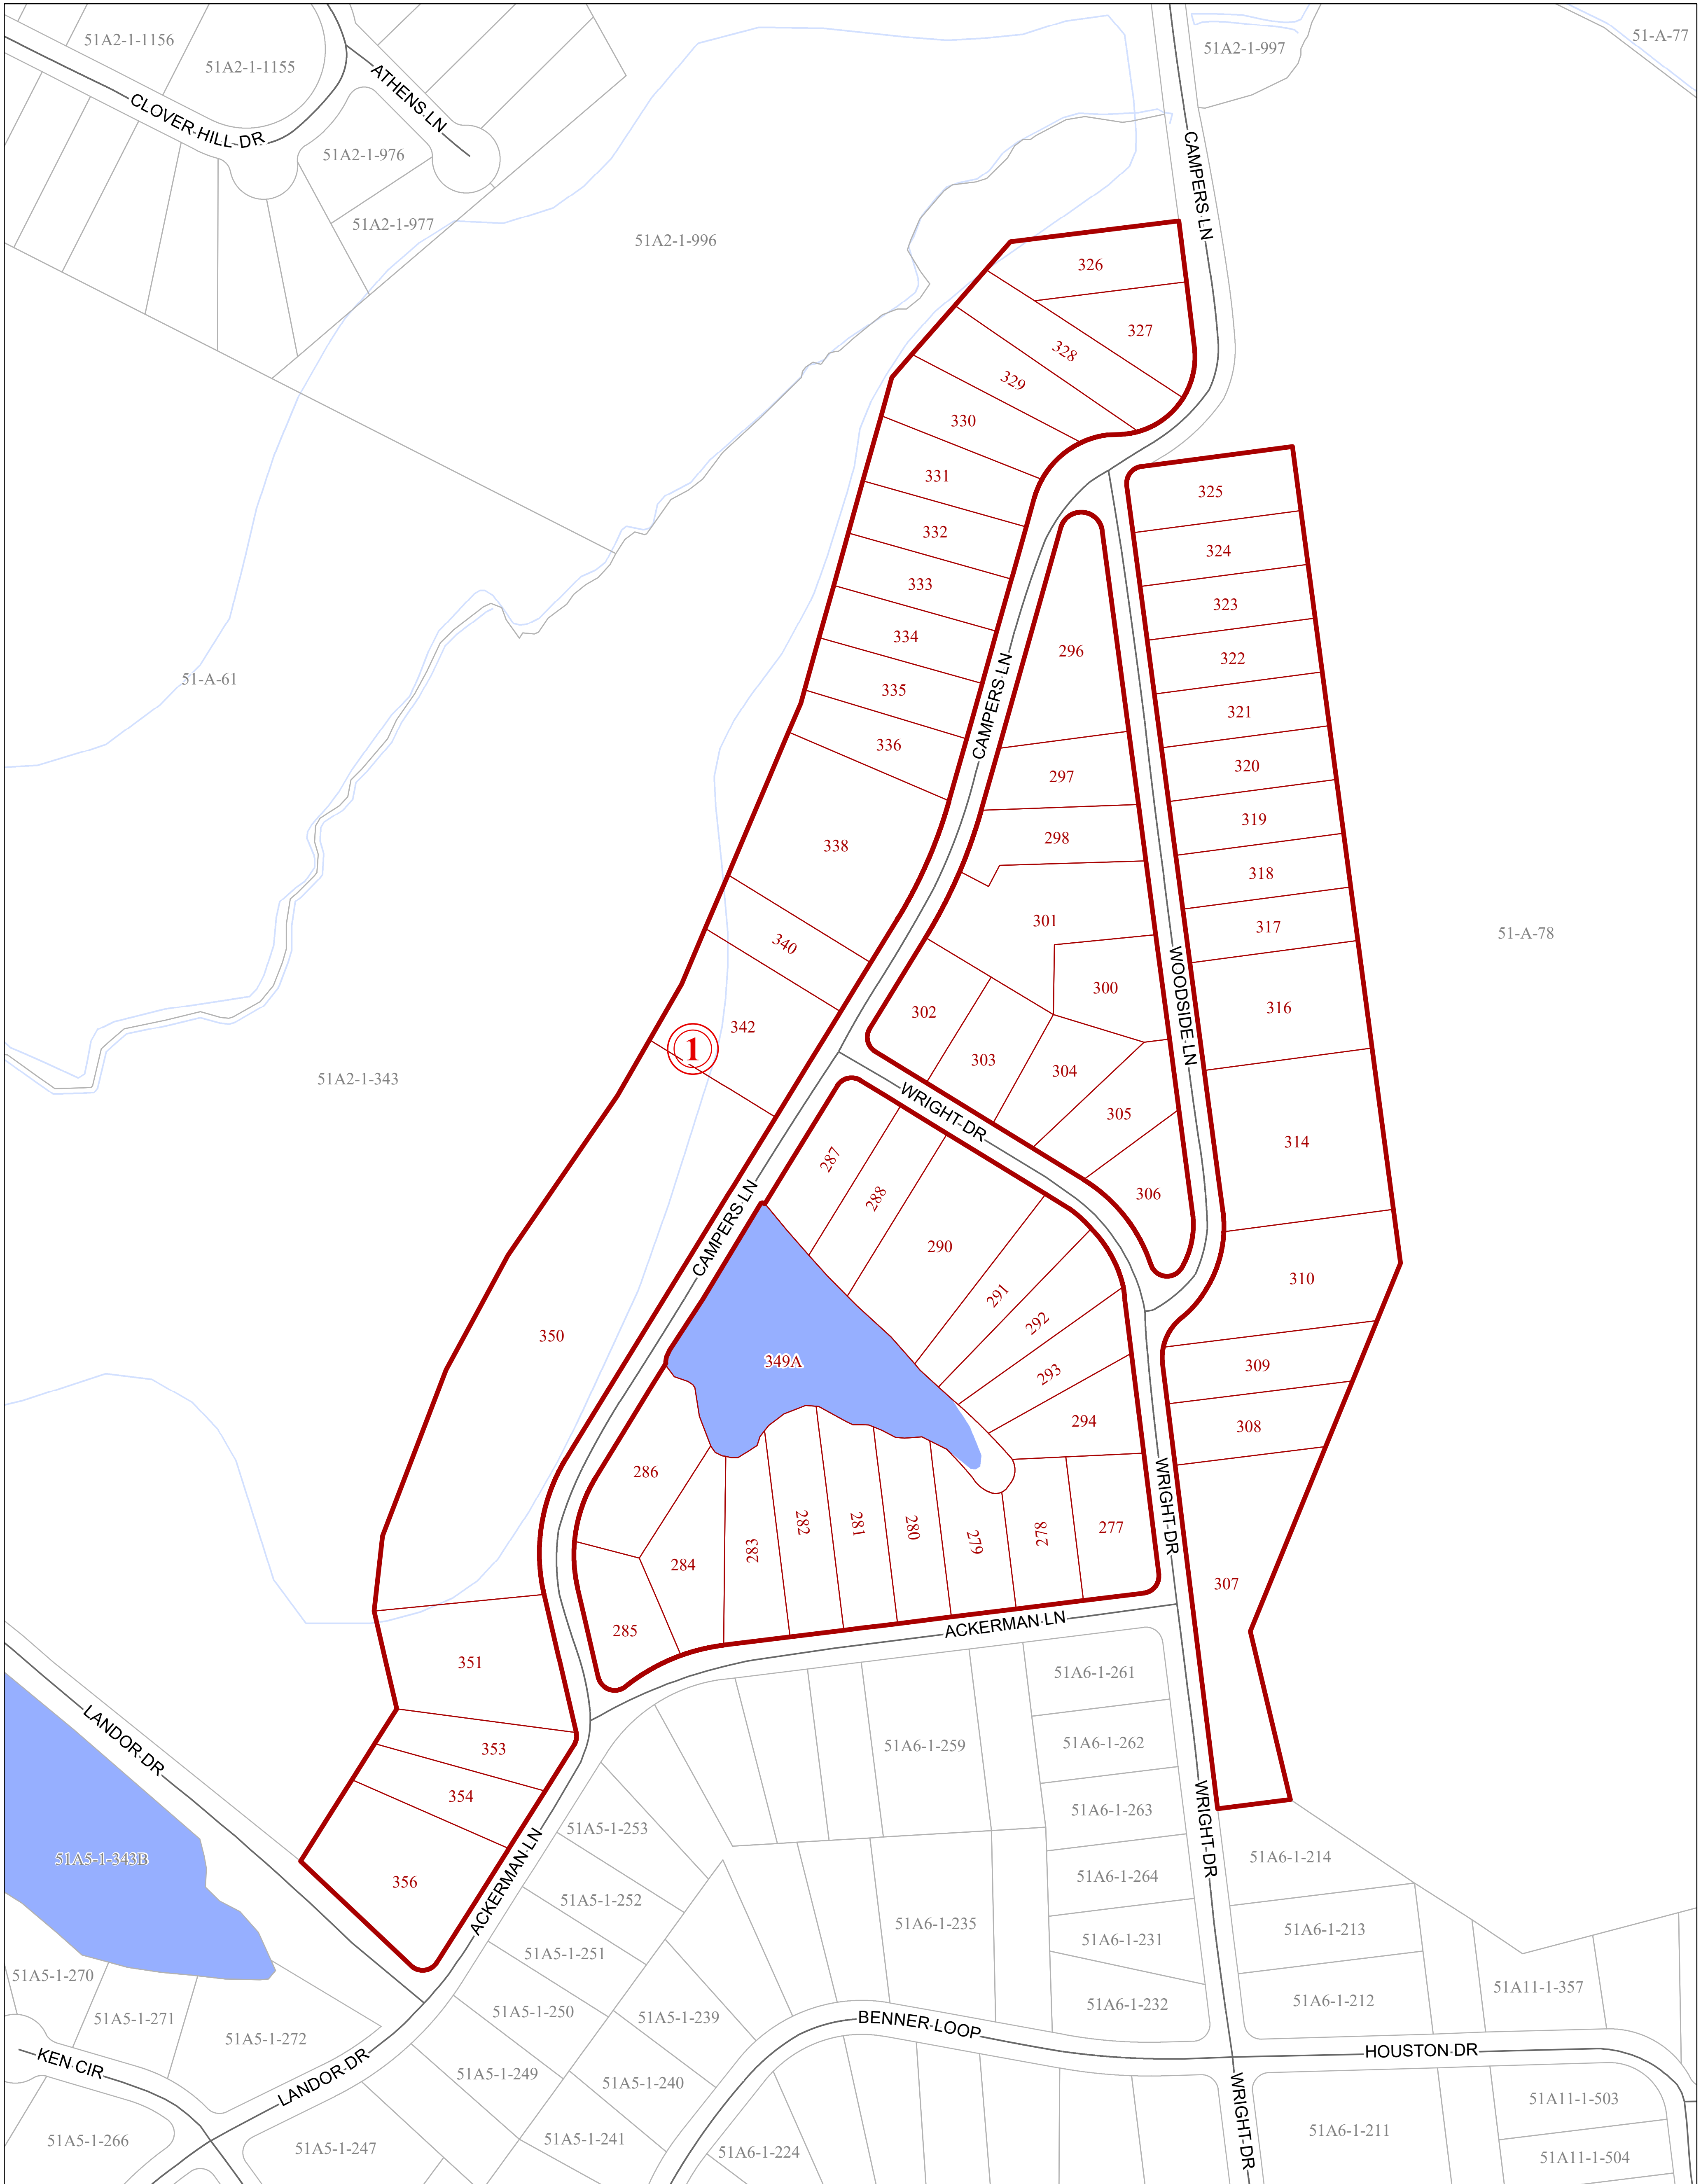 51A2-1-1156
51A2-1-1155
51A2-1-997
51-A-77
ATHENS LN
CLOVER HILL DR
51A2-1-976
51A2-1-977
51A2-1-996
CAMPERS LN
326
327
328
329
330
331
332
333
334
335
336
338
340
342
1
350
351
353
354
356
325
324
323
322
321
320
319
318
317
316
314
310
309
308
307
296
297
298
301
300
302
303
304
305
306
CAMPERS LN
WOODSIDE LN
WRIGHT DR
51-A-61
51-A-78
51A2-1-343
287
288
290
291
292
293
294
CAMPERS LN
349A
286
284
285
283
282
281
280
279
278
277
WRIGHT DR
ACKERMAN LN
LANDOR DR
51A6-1-261
51A6-1-259
51A6-1-262
51A6-1-263
51A6-1-264
51A6-1-231
51A6-1-232
51A6-1-235
WRIGHT DR
51A6-1-214
51A6-1-213
51A6-1-212
51A11-1-357
51A5-1-343B
ACKERMAN LN
51A5-1-253
51A5-1-252
51A5-1-251
51A5-1-250
51A5-1-249
51A5-1-239
51A5-1-240
51A5-1-241
51A5-1-270
51A5-1-271
51A5-1-272
KEN CIR
LANDOR DR
51A5-1-266
51A5-1-247
BENNER LOOP
HOUSTON DR
51A6-1-224
WRIGHT DR
51A6-1-211
51A11-1-503
51A11-1-504